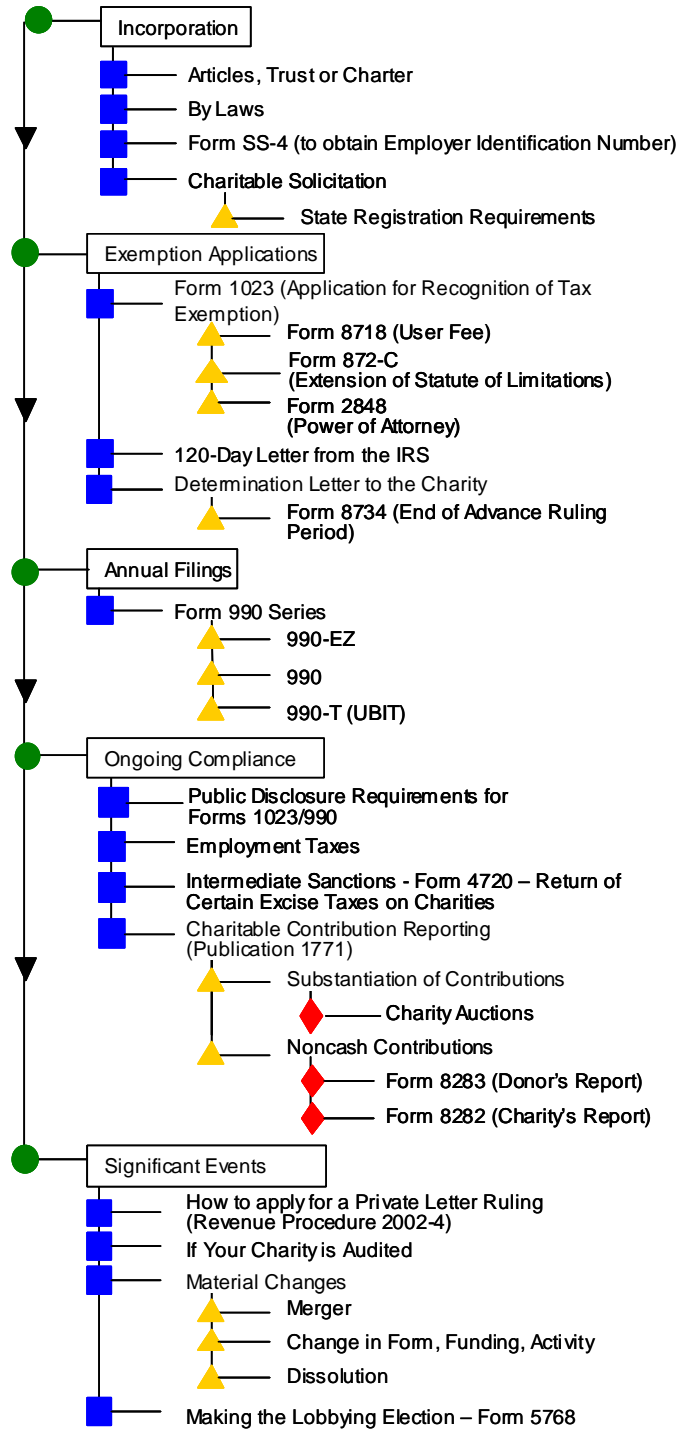 Incorporation
Articles, Trust or Charter
By Laws
Form SS-4 (to obtain Employer Identification Number)
Charitable Solicitation
State Registration Requirements
Exemption Applications
Form 1023 (Application for Recognition of Tax
Exemption)
Form 8718 (User Fee)
Form 872-C
(Extension of Statute of Limitations)
Form 2848
(Power of Attorney)
120-Day Letter from the IRS
Determination Letter to the Charity
Form 8734 (End of Advance Ruling
Period)
Annual Filings
Form 990 Series
990-EZ
990
990-T (UBIT)
Ongoing Compliance
Public Disclosure Requirements for
Forms 1023/990
Employment Taxes
Intermediate Sanctions - Form 4720 – Return of
Certain Excise Taxes on Charities
Charitable Contribution Reporting
(Publication 1771)
Substantiation of Contributions
Charity Auctions
Noncash Contributions
Form 8283 (Donor's Report)
Form 8282 (Charity's Report)
Significant Events
How to apply for a Private Letter Ruling
(Revenue Procedure 2002-4)
If Your Charity is Audited
Material Changes
Merger
Change in Form, Funding, Activity
Dissolution
Making the Lobbying Election – Form 5768